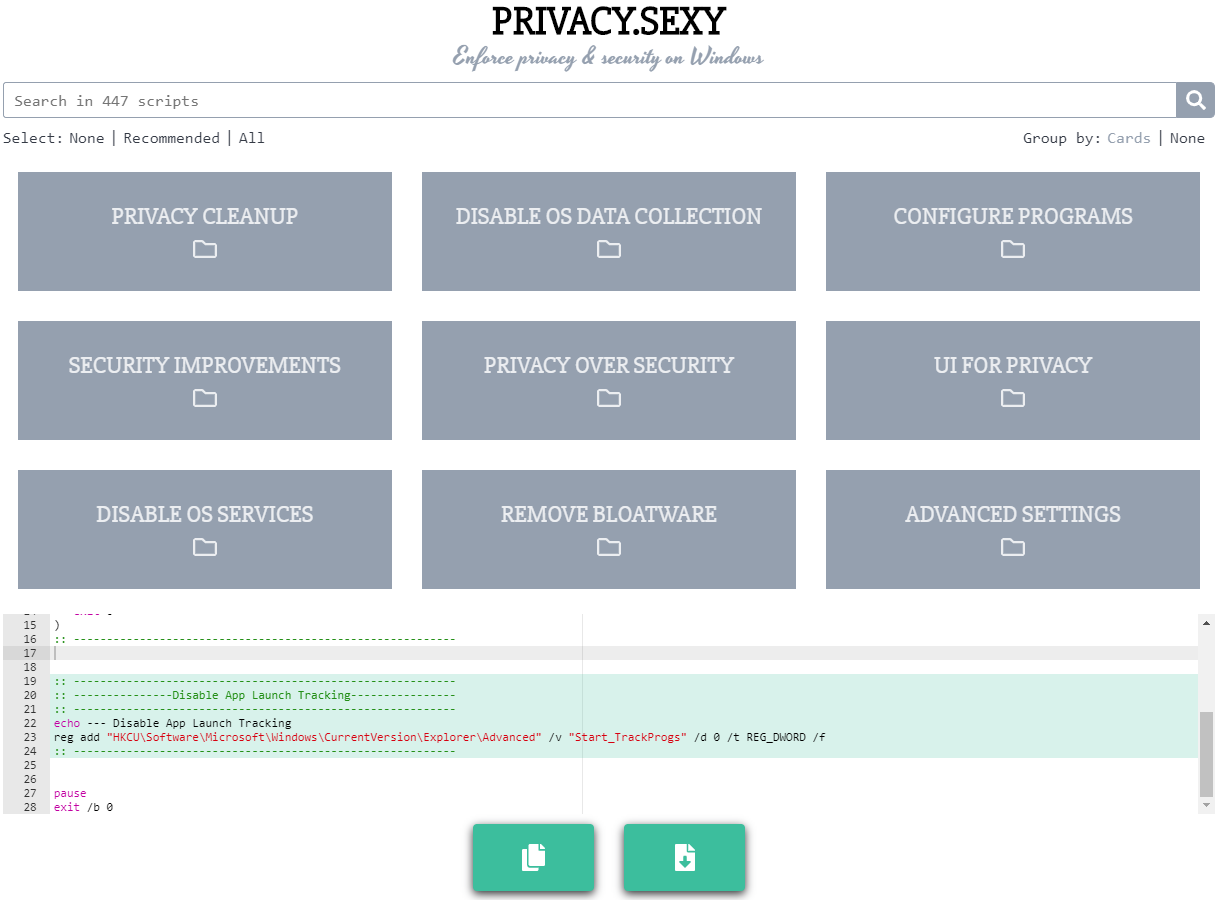 PRIVACY.SEXY
Enforce privacy & security on Windows
Search in 447 scripts
Select: None | Recommended | All
Group by: Cards | None
PRIVACY CLEANUP
DISABLE OS DATA COLLECTION
CONFIGURE PROGRAMS
SECURITY IMPROVEMENTS
PRIVACY OVER SECURITY
UI FOR PRIVACY
DISABLE OS SERVICES
REMOVE BLOATWARE
ADVANCED SETTINGS
15 )
16 :: ----------------------------------------------------------
17
18
19 :: ----------------------------------------------------------
20 :: ---------------Disable App Launch Tracking----------------
21 :: ----------------------------------------------------------
22 echo --- Disable App Launch Tracking
23 reg add "HKCU\Software\Microsoft\Windows\CurrentVersion\Explorer\Advanced" /v "Start_TrackProgs" /d 0 /t REG_DWORD /f
24 :: ----------------------------------------------------------
25
26
27 pause
28 exit /b 0